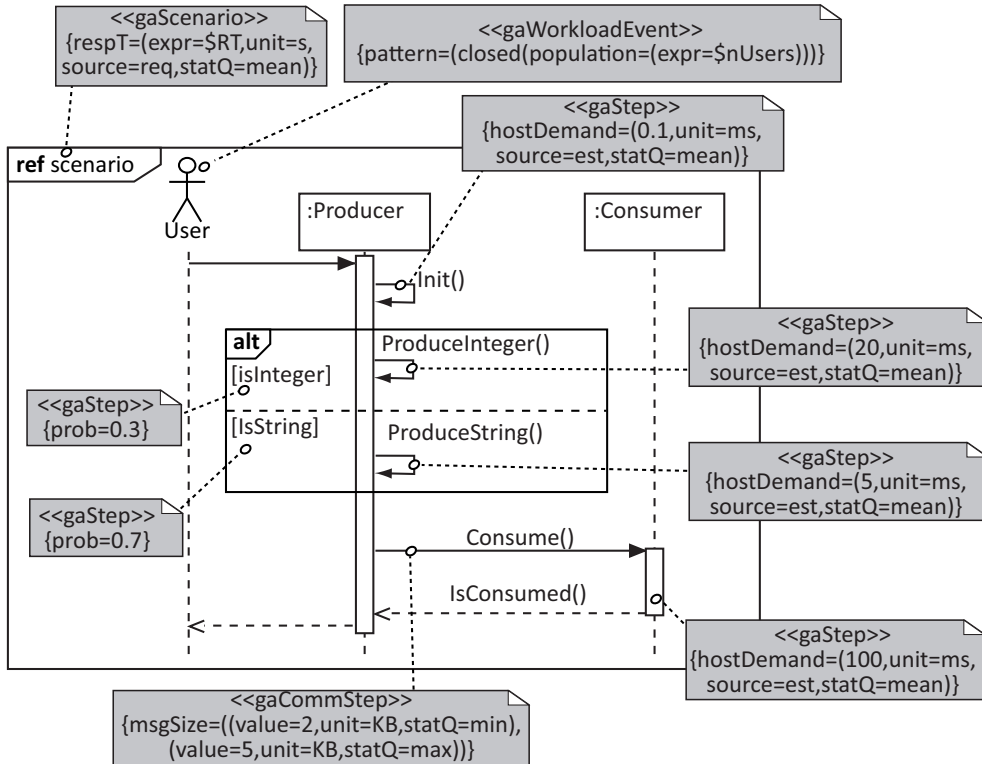 <<gaScenario>>
{respT=(expr=$RT,unit=s,
source=req,statQ=mean)}
<<gaWorkloadEvent>>
{pattern=(closed(population=(expr=$nUsers)))}
<<gaStep>>
{hostDemand=(0.1,unit=ms,
source=est,statQ=mean)}
ref scenario
User
:Producer
:Consumer
Init()
alt
ProduceInteger()
[isInteger]
<<gaStep>>
{hostDemand=(20,unit=ms,
source=est,statQ=mean)}
<<gaStep>>
{prob=0.3}
[IsString]
ProduceString()
<<gaStep>>
{hostDemand=(5,unit=ms,
source=est,statQ=mean)}
<<gaStep>>
{prob=0.7}
Consume()
IsConsumed()
<<gaStep>>
{hostDemand=(100,unit=ms,
source=est,statQ=mean)}
<<gaCommStep>>
{msgSize=((value=2,unit=KB,statQ=min),
(value=5,unit=KB,statQ=max))}